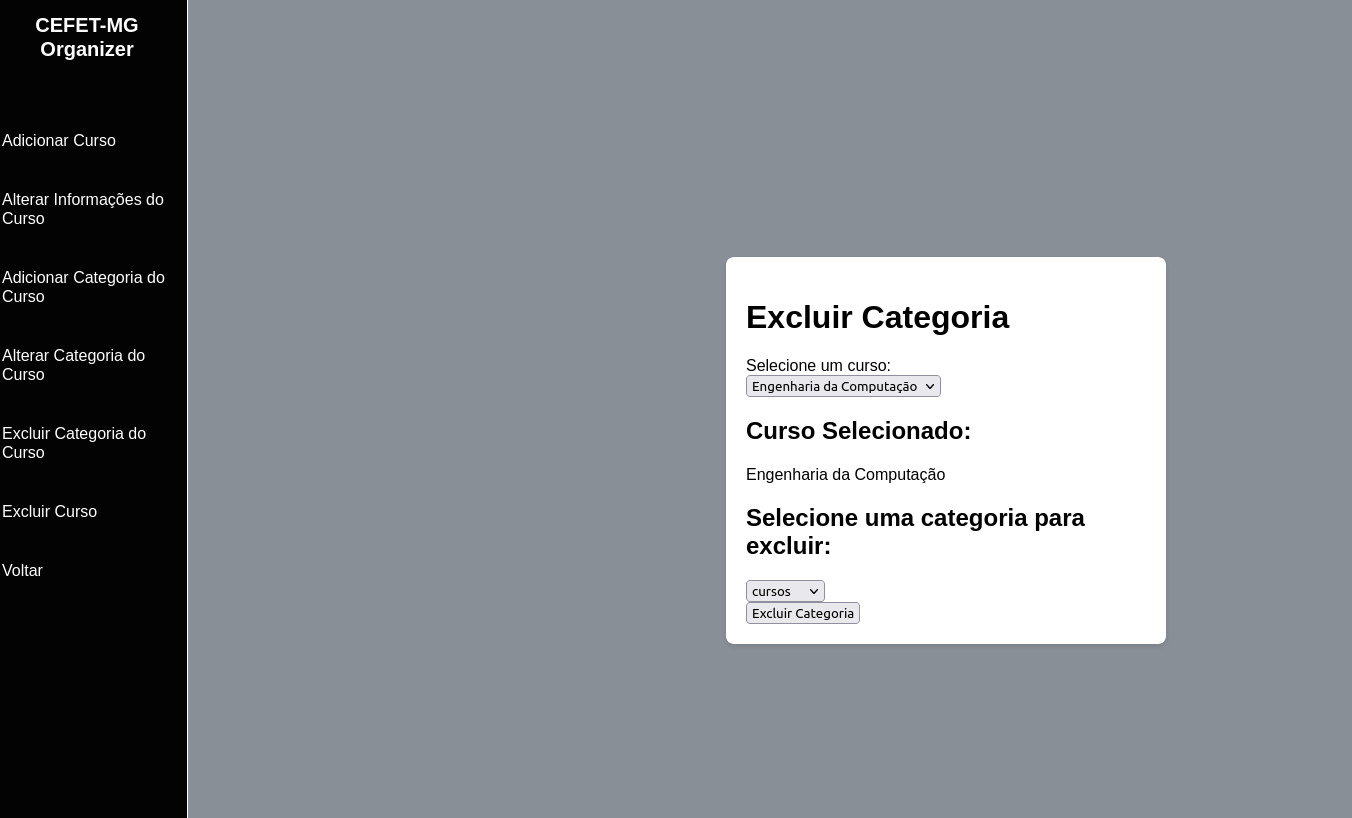 CEFET-MG
Organizer
Adicionar Curso
Alterar Informações do
Curso
Adicionar Categoria do
Curso
Alterar Categoria do
Curso
Excluir Categoria do
Curso
Excluir Curso
Voltar
Excluir Categoria
Selecione um curso:
Engenharia da Computação
Curso Selecionado:
Engenharia da Computação
Selecione uma categoria para
excluir:
cursos
Excluir Categoria